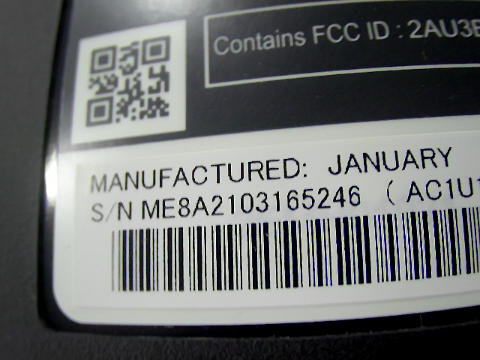 Contains FCC ID : 2AU3B
MANUFACTURED: JANUARY
S/N ME8A2103165246 ( AC1U1